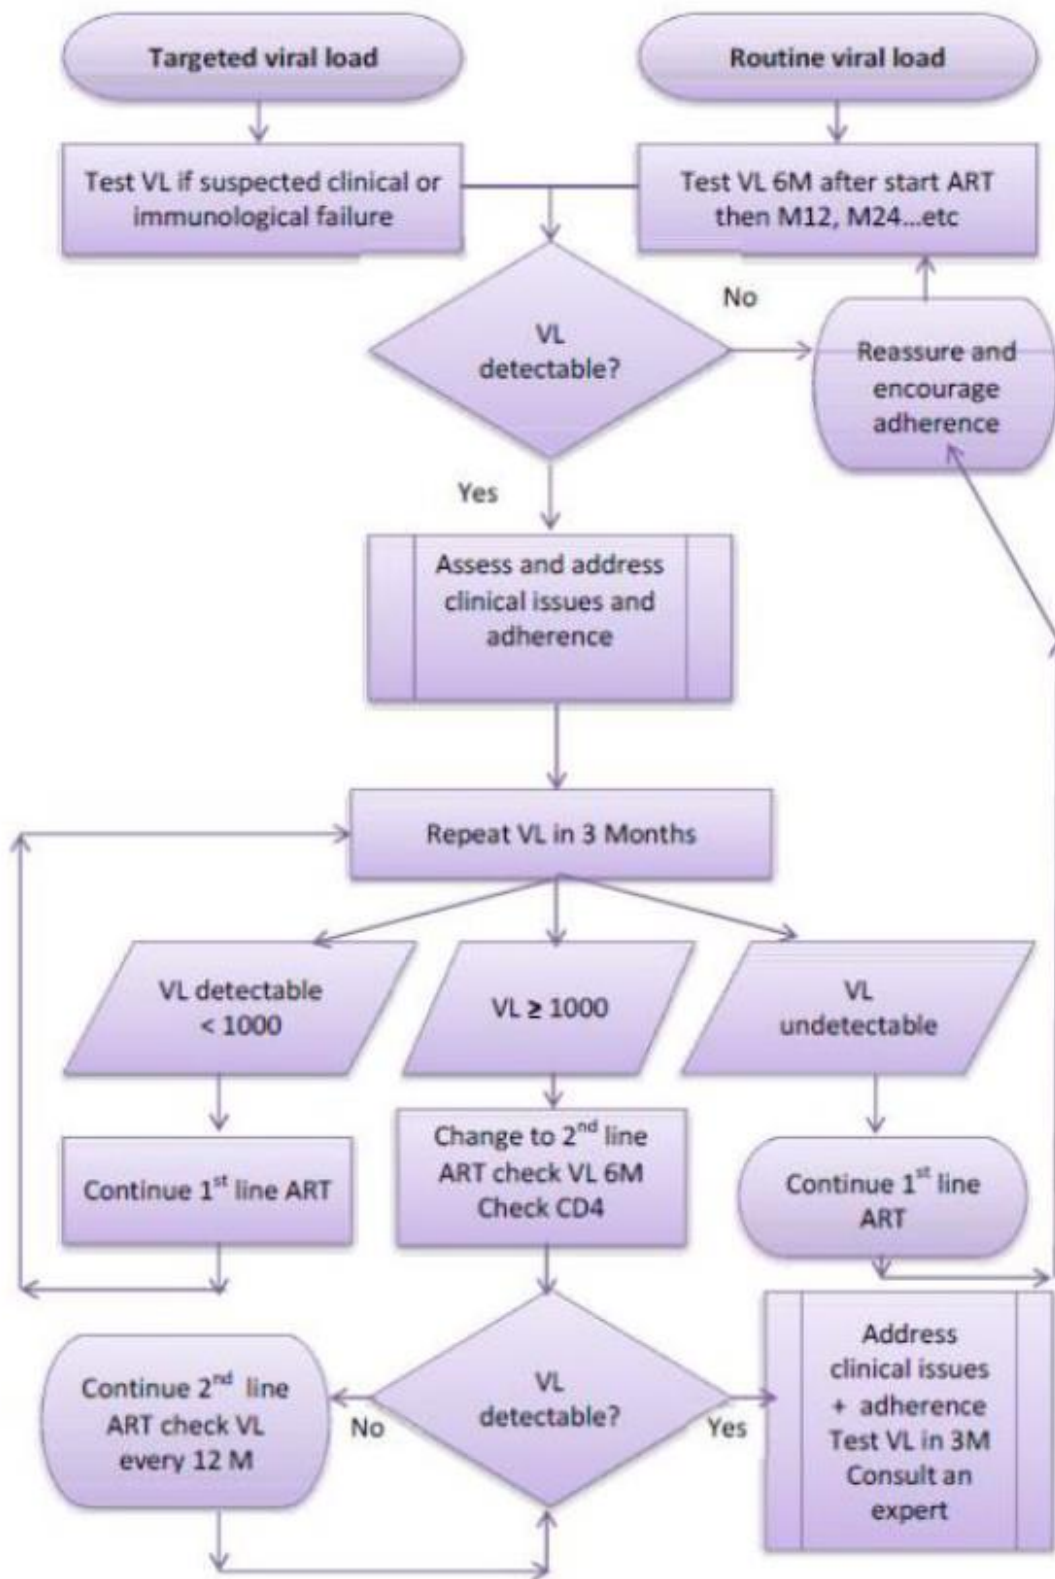 Targeted viral load
Routine viral load
Test VL if suspected clinical or
immunological failure
Test VL 6M after start ART
then M12, M24...etc
VL
detectable?
No
Reassure and
encourage
adherence
Yes
Assess and address
clinical issues and
adherence
Repeat VL in 3 Months
VL detectable
< 1000
VL ≥ 1000
VL
undetectable
Continue 1st line ART
Change to 2nd line
ART check VL 6M
Check CD4
Continue 1st line
ART
Continue 2nd line
ART check VL
every 12 M
No
VL
detectable?
Yes
Address
clinical issues
+ adherence
Test VL in 3M
Consult an
expert